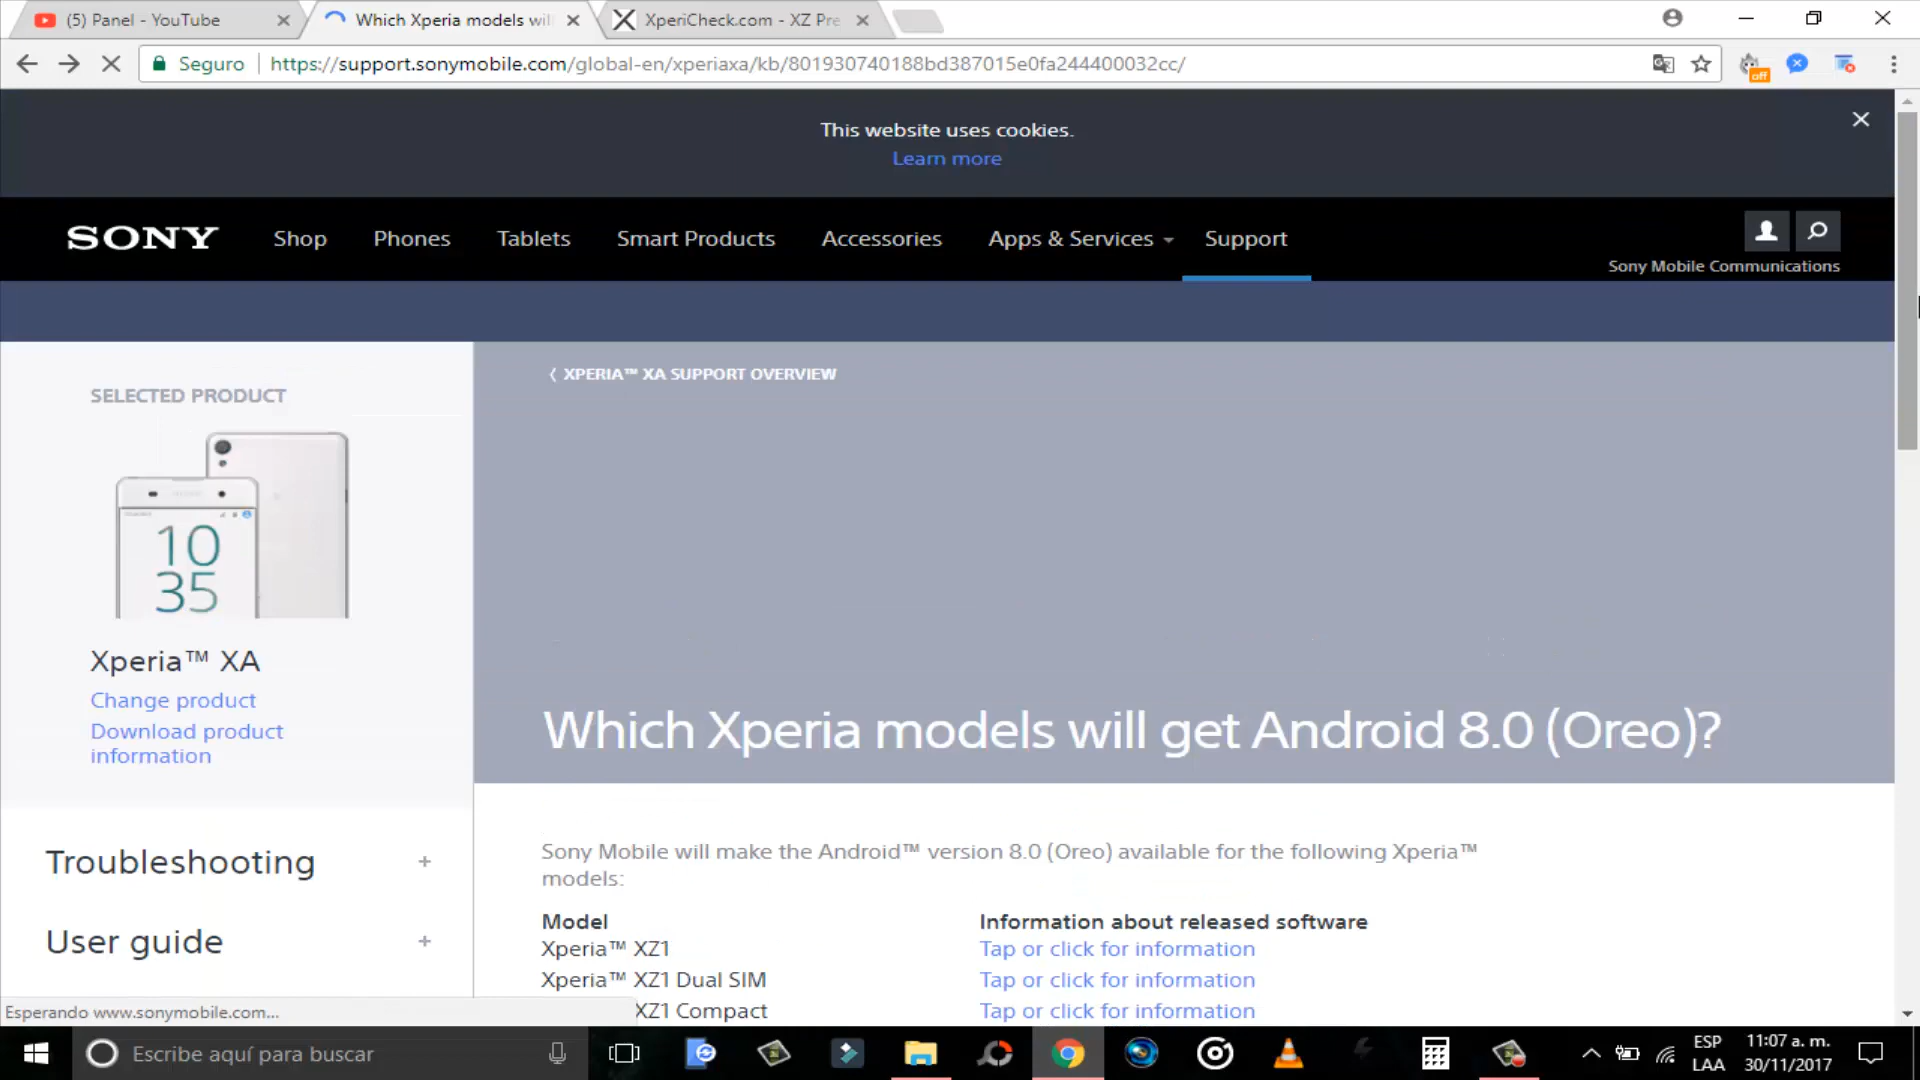 (5) Panel - YouTube
Which Xperia models wil
XperiCheck.com - XZ Pre
Seguro
https://support.sonymobile.com/global-en/xperiaxa/kb/801930740188bd387015e0fa244400032cc/
off
This website uses cookies.
Learn more
SONY
Shop
Phones
Tablets
Smart Products
Accessories
Apps & Services
Support
Sony Mobile Communications
SELECTED PRODUCT
10
35
Xperia™ XA
Change product
Download product
information
Troubleshooting
User guide
XPERIA™ XA SUPPORT OVERVIEW
Which Xperia models will get Android 8.0 (Oreo)?
Sony Mobile will make the Android™ version 8.0 (Oreo) available for the following Xperia™
models:
Model Information about released software
Xperia™ XZ1 Tap or click for information
Xperia™ XZ1 Dual SIM Tap or click for information
XZ1 Compact Tap or click for information
Esperando www.sonymobile.com...
Escribe aquí para buscar
ESP
LAA
11:07 a. m.
30/11/2017